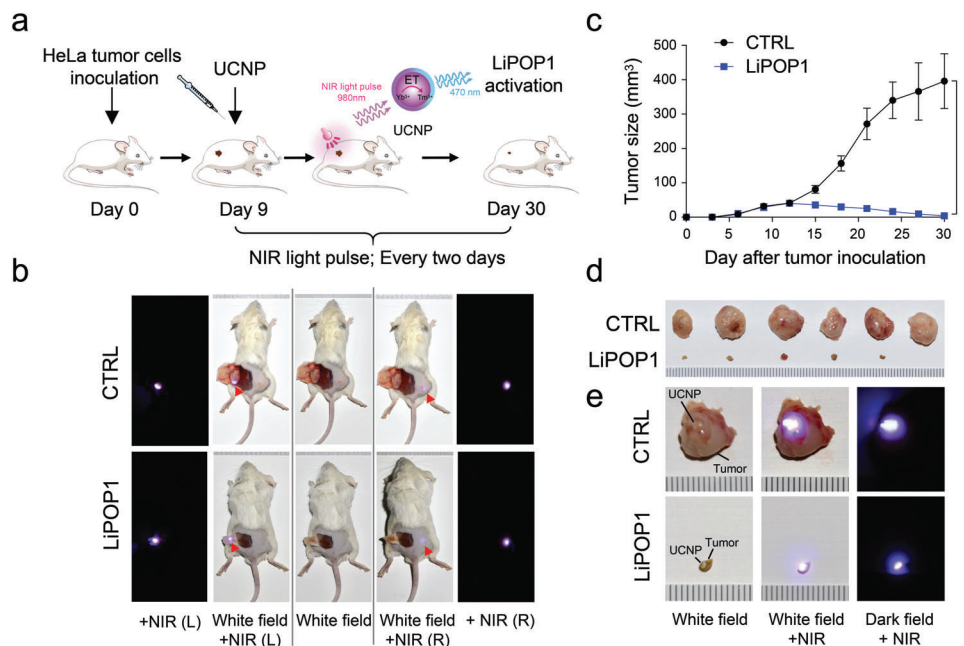 a
HeLa tumor cells
inoculation
UCNP
NIR light pulse
980nm
ET
Yb³⁺ Tm³⁺
470 nm
UCNP
LiPOP1
activation
Day 0
Day 9
Day 30
NIR light pulse; Every two days
b
CTRL
LiPOP1
+NIR (L)
White field
+NIR (L)
White field
White field
+NIR (R)
+ NIR (R)
c
Tumor size (mm³)
500
400
300
200
100
0
CTRL
LiPOP1
0 5 10 15 20 25 30
Day after tumor inoculation
d
CTRL
LiPOP1
e
CTRL
UCNP
Tumor
LiPOP1
UCNP
Tumor
White field
White field
+NIR
Dark field
+ NIR